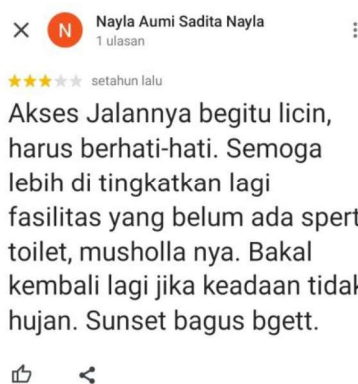 Nayla Aumi Sadita Nayla
N
1 ulasan
setahun lalu
Akses Jalannya begitu licin,
harus berhati-hati. Semoga
lebih di tingkatkan lagi
fasilitas yang belum ada spert
toilet, musholla nya. Bakal
kembali lagi jika keadaan tidak
hujan. Sunset bagus bgett.